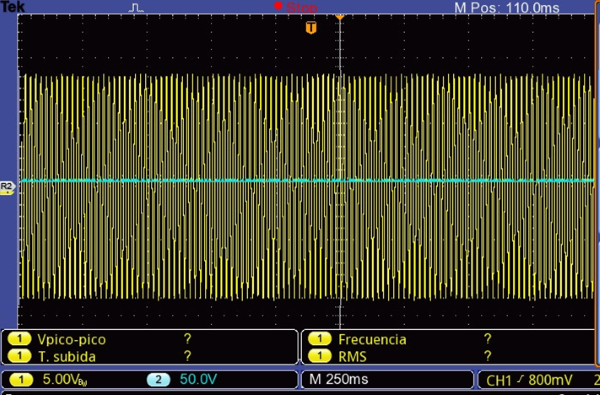 Tek Stop M Pos: 110.0ms
T
R2
1 Vpico-pico ? 1 Frecuencia ?
1 T. subida ? 1 RMS ?
1 5.00V 2 50.0V M 250ms CH1 800mV 2